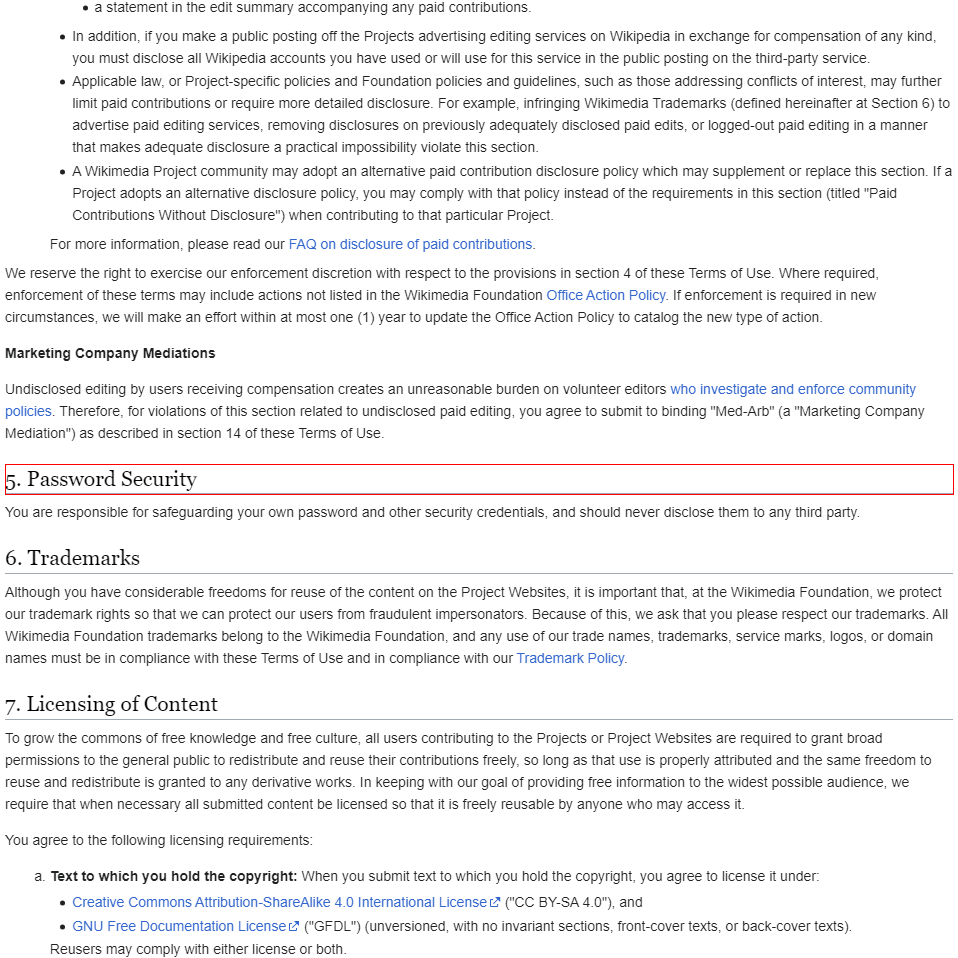 a statement in the edit summary accompanying any paid contributions.
In addition, if you make a public posting off the Projects advertising editing services on Wikipedia in exchange for compensation of any kind,
you must disclose all Wikipedia accounts you have used or will use for this service in the public posting on the third-party service.
Applicable law, or Project-specific policies and Foundation policies and guidelines, such as those addressing conflicts of interest, may further
limit paid contributions or require more detailed disclosure. For example, infringing Wikimedia Trademarks (defined hereinafter at Section 6) to
advertise paid editing services, removing disclosures on previously adequately disclosed paid edits, or logged-out paid editing in a manner
that makes adequate disclosure a practical impossibility violate this section.
A Wikimedia Project community may adopt an alternative paid contribution disclosure policy which may supplement or replace this section. If a
Project adopts an alternative disclosure policy, you may comply with that policy instead of the requirements in this section (titled "Paid
Contributions Without Disclosure") when contributing to that particular Project.
For more information, please read our FAQ on disclosure of paid contributions.
We reserve the right to exercise our enforcement discretion with respect to the provisions in section 4 of these Terms of Use. Where required,
enforcement of these terms may include actions not listed in the Wikimedia Foundation Office Action Policy. If enforcement is required in new
circumstances, we will make an effort within at most one (1) year to update the Office Action Policy to catalog the new type of action.
Marketing Company Mediations
Undisclosed editing by users receiving compensation creates an unreasonable burden on volunteer editors who investigate and enforce community
policies. Therefore, for violations of this section related to undisclosed paid editing, you agree to submit to binding "Med-Arb" (a "Marketing Company
Mediation") as described in section 14 of these Terms of Use.
5. Password Security
You are responsible for safeguarding your own password and other security credentials, and should never disclose them to any third party.
6. Trademarks
Although you have considerable freedoms for reuse of the content on the Project Websites, it is important that, at the Wikimedia Foundation, we protect
our trademark rights so that we can protect our users from fraudulent impersonators. Because of this, we ask that you please respect our trademarks. All
Wikimedia Foundation trademarks belong to the Wikimedia Foundation, and any use of our trade names, trademarks, service marks, logos, or domain
names must be in compliance with these Terms of Use and in compliance with our Trademark Policy.
7. Licensing of Content
To grow the commons of free knowledge and free culture, all users contributing to the Projects or Project Websites are required to grant broad
permissions to the general public to redistribute and reuse their contributions freely, so long as that use is properly attributed and the same freedom to
reuse and redistribute is granted to any derivative works. In keeping with our goal of providing free information to the widest possible audience, we
require that when necessary all submitted content be licensed so that it is freely reusable by anyone who may access it.
You agree to the following licensing requirements:
a. Text to which you hold the copyright: When you submit text to which you hold the copyright, you agree to license it under:
Creative Commons Attribution-ShareAlike 4.0 International License ("CC BY-SA 4.0"), and
GNU Free Documentation License ("GFDL") (unversioned, with no invariant sections, front-cover texts, or back-cover texts).
Reusers may comply with either license or both.